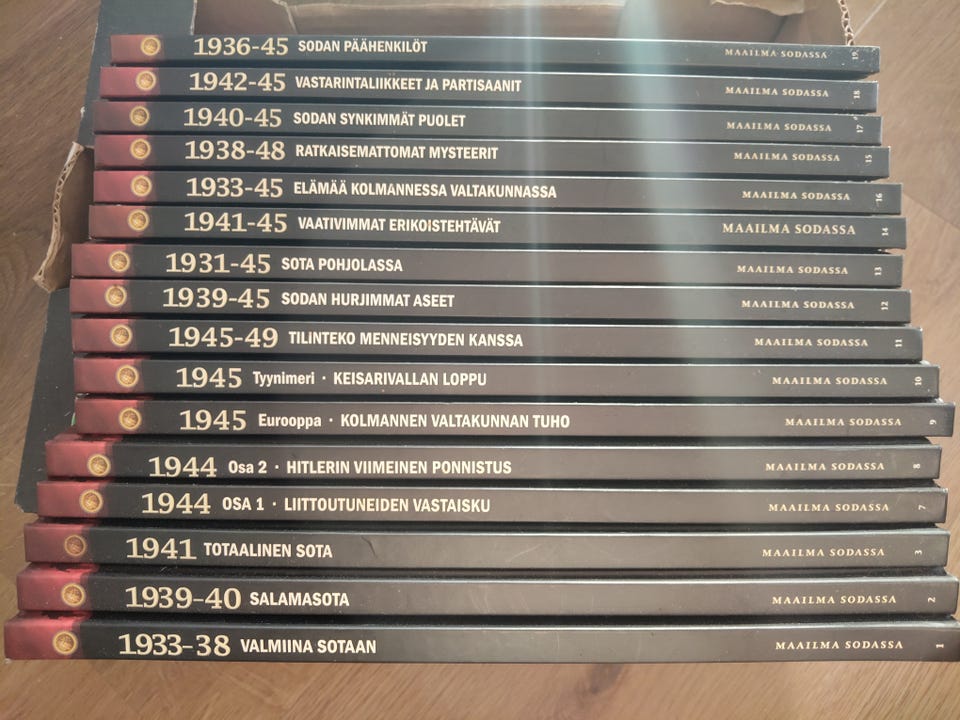 1936-45 SODAN PÄÄHENKILÖT MAAILMA SODASSA 19
1942-45 VASTARINTALIIKKEET JA PARTISAANIT MAAILMA SODASSA 18
1940-45 SODAN SYNKIMMÄT PUOLET MAAILMA SODASSA 17
1938-48 RATKAISEMATTOMAT MYSTEERIT MAAILMA SODASSA 15
1933-45 ELÄMÄÄ KOLMANNESSA VALTAKUNNASSA MAAILMA SODASSA 16
1941-45 VAATIVIMMAT ERIKOISTEHTÄVÄT MAAILMA SODASSA 14
1931-45 SOTA POHJOLASSA MAAILMA SODASSA 13
1939-45 SODAN HURJIMMAT ASEET MAAILMA SODASSA 12
1945-49 TILINTEKO MENNEISYYDEN KANSSA MAAILMA SODASSA 11
1945 Tyynimeri · KEISARIVALLAN LOPPU MAAILMA SODASSA 10
1945 Eurooppa · KOLMANNEN VALTAKUNNAN TUHO MAAILMA SODASSA 9
1944 Osa 2 · HITLERIN VIIMEINEN PONNISTUS MAAILMA SODASSA 8
1944 OSA 1 · LIITTOUTUNEIDEN VASTAISKU MAAILMA SODASSA 7
1941 TOTAALINEN SOTA MAAILMA SODASSA 3
1939-40 SALAMASOTA MAAILMA SODASSA 2
1933-38 VALMIINA SOTAAN MAAILMA SODASSA 1